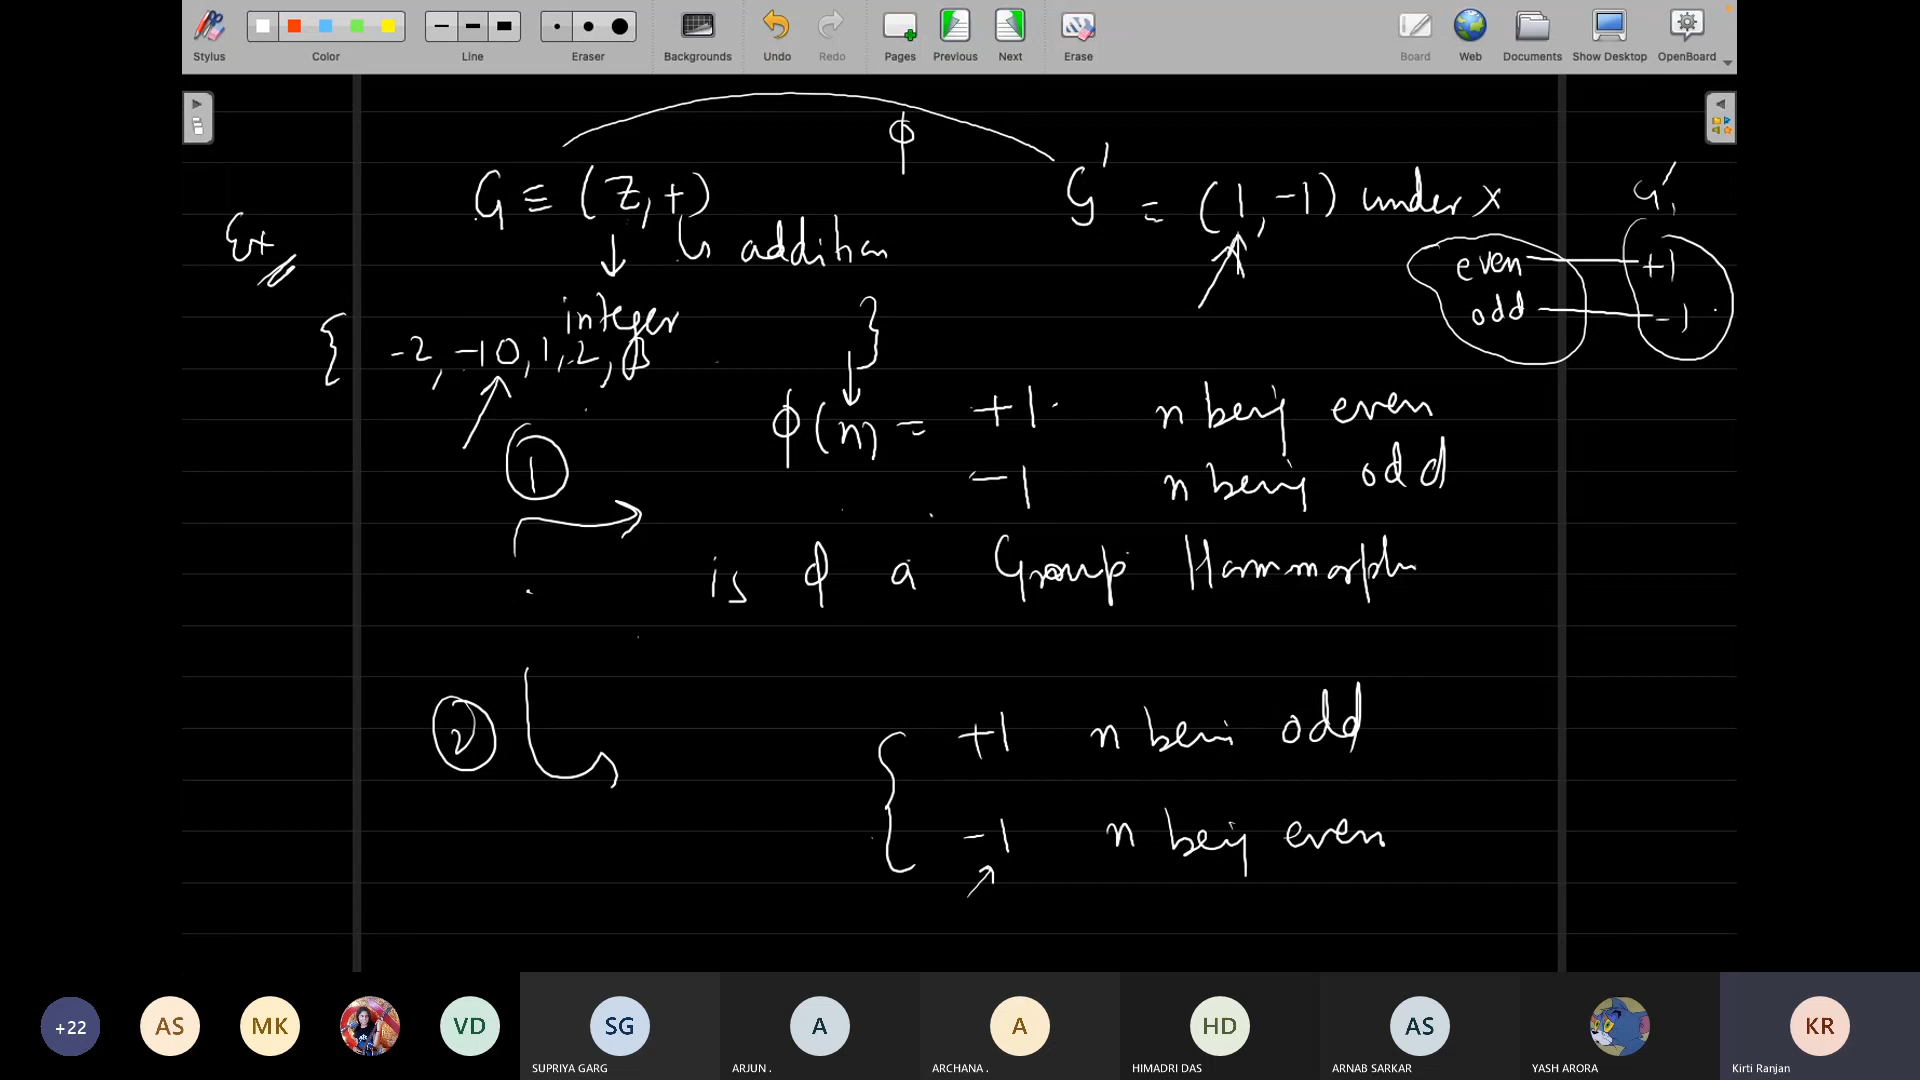 Stylus Color Line Eraser Backgrounds Undo Redo Pages Previous Next Erase Board Web Documents Show Desktop OpenBoard
ϕ
G ≡ (Z, +)
G' = (1, -1) under x
G'
Ex
↳ addition
even +1
odd -1
integer
{ -2, -1 0, 1, 2, }
ϕ(n) = +1 n being even
-1 n being odd
1
is ϕ a Group Hommorph
2
+1 n bein odd
-1 n being even
+22 AS MK VD SG A A HD AS KR
SUPRIYA GARG ARJUN . ARCHANA . HIMADRI DAS ARNAB SARKAR YASH ARORA Kirti Ranjan